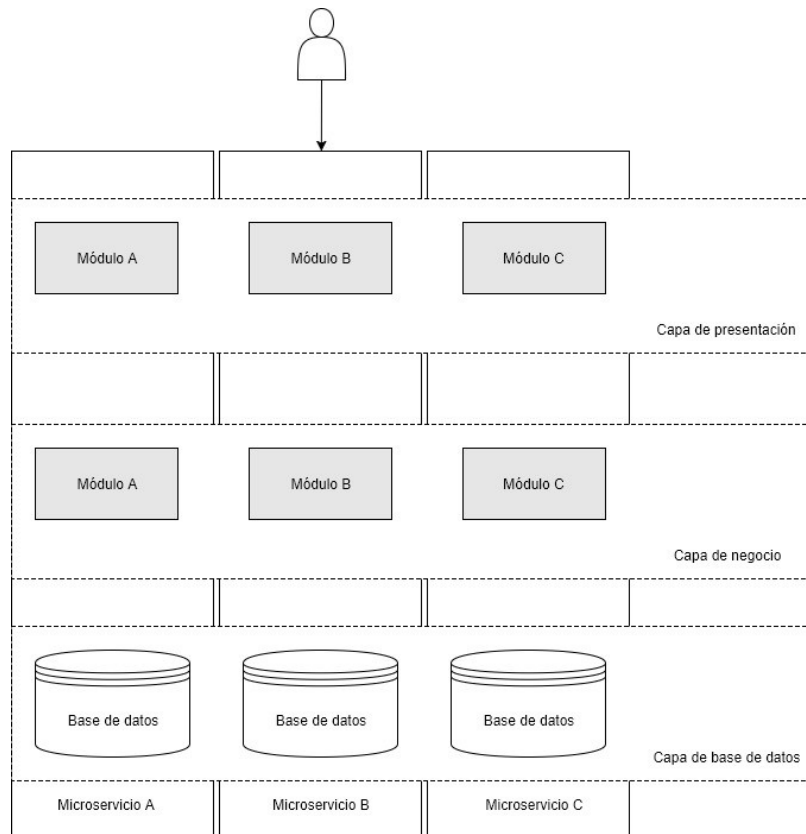 Módulo A
Módulo B
Módulo C
Capa de presentación
Módulo A
Módulo B
Módulo C
Capa de negocio
Base de datos
Base de datos
Base de datos
Capa de base de datos
Microservicio A
Microservicio B
Microservicio C